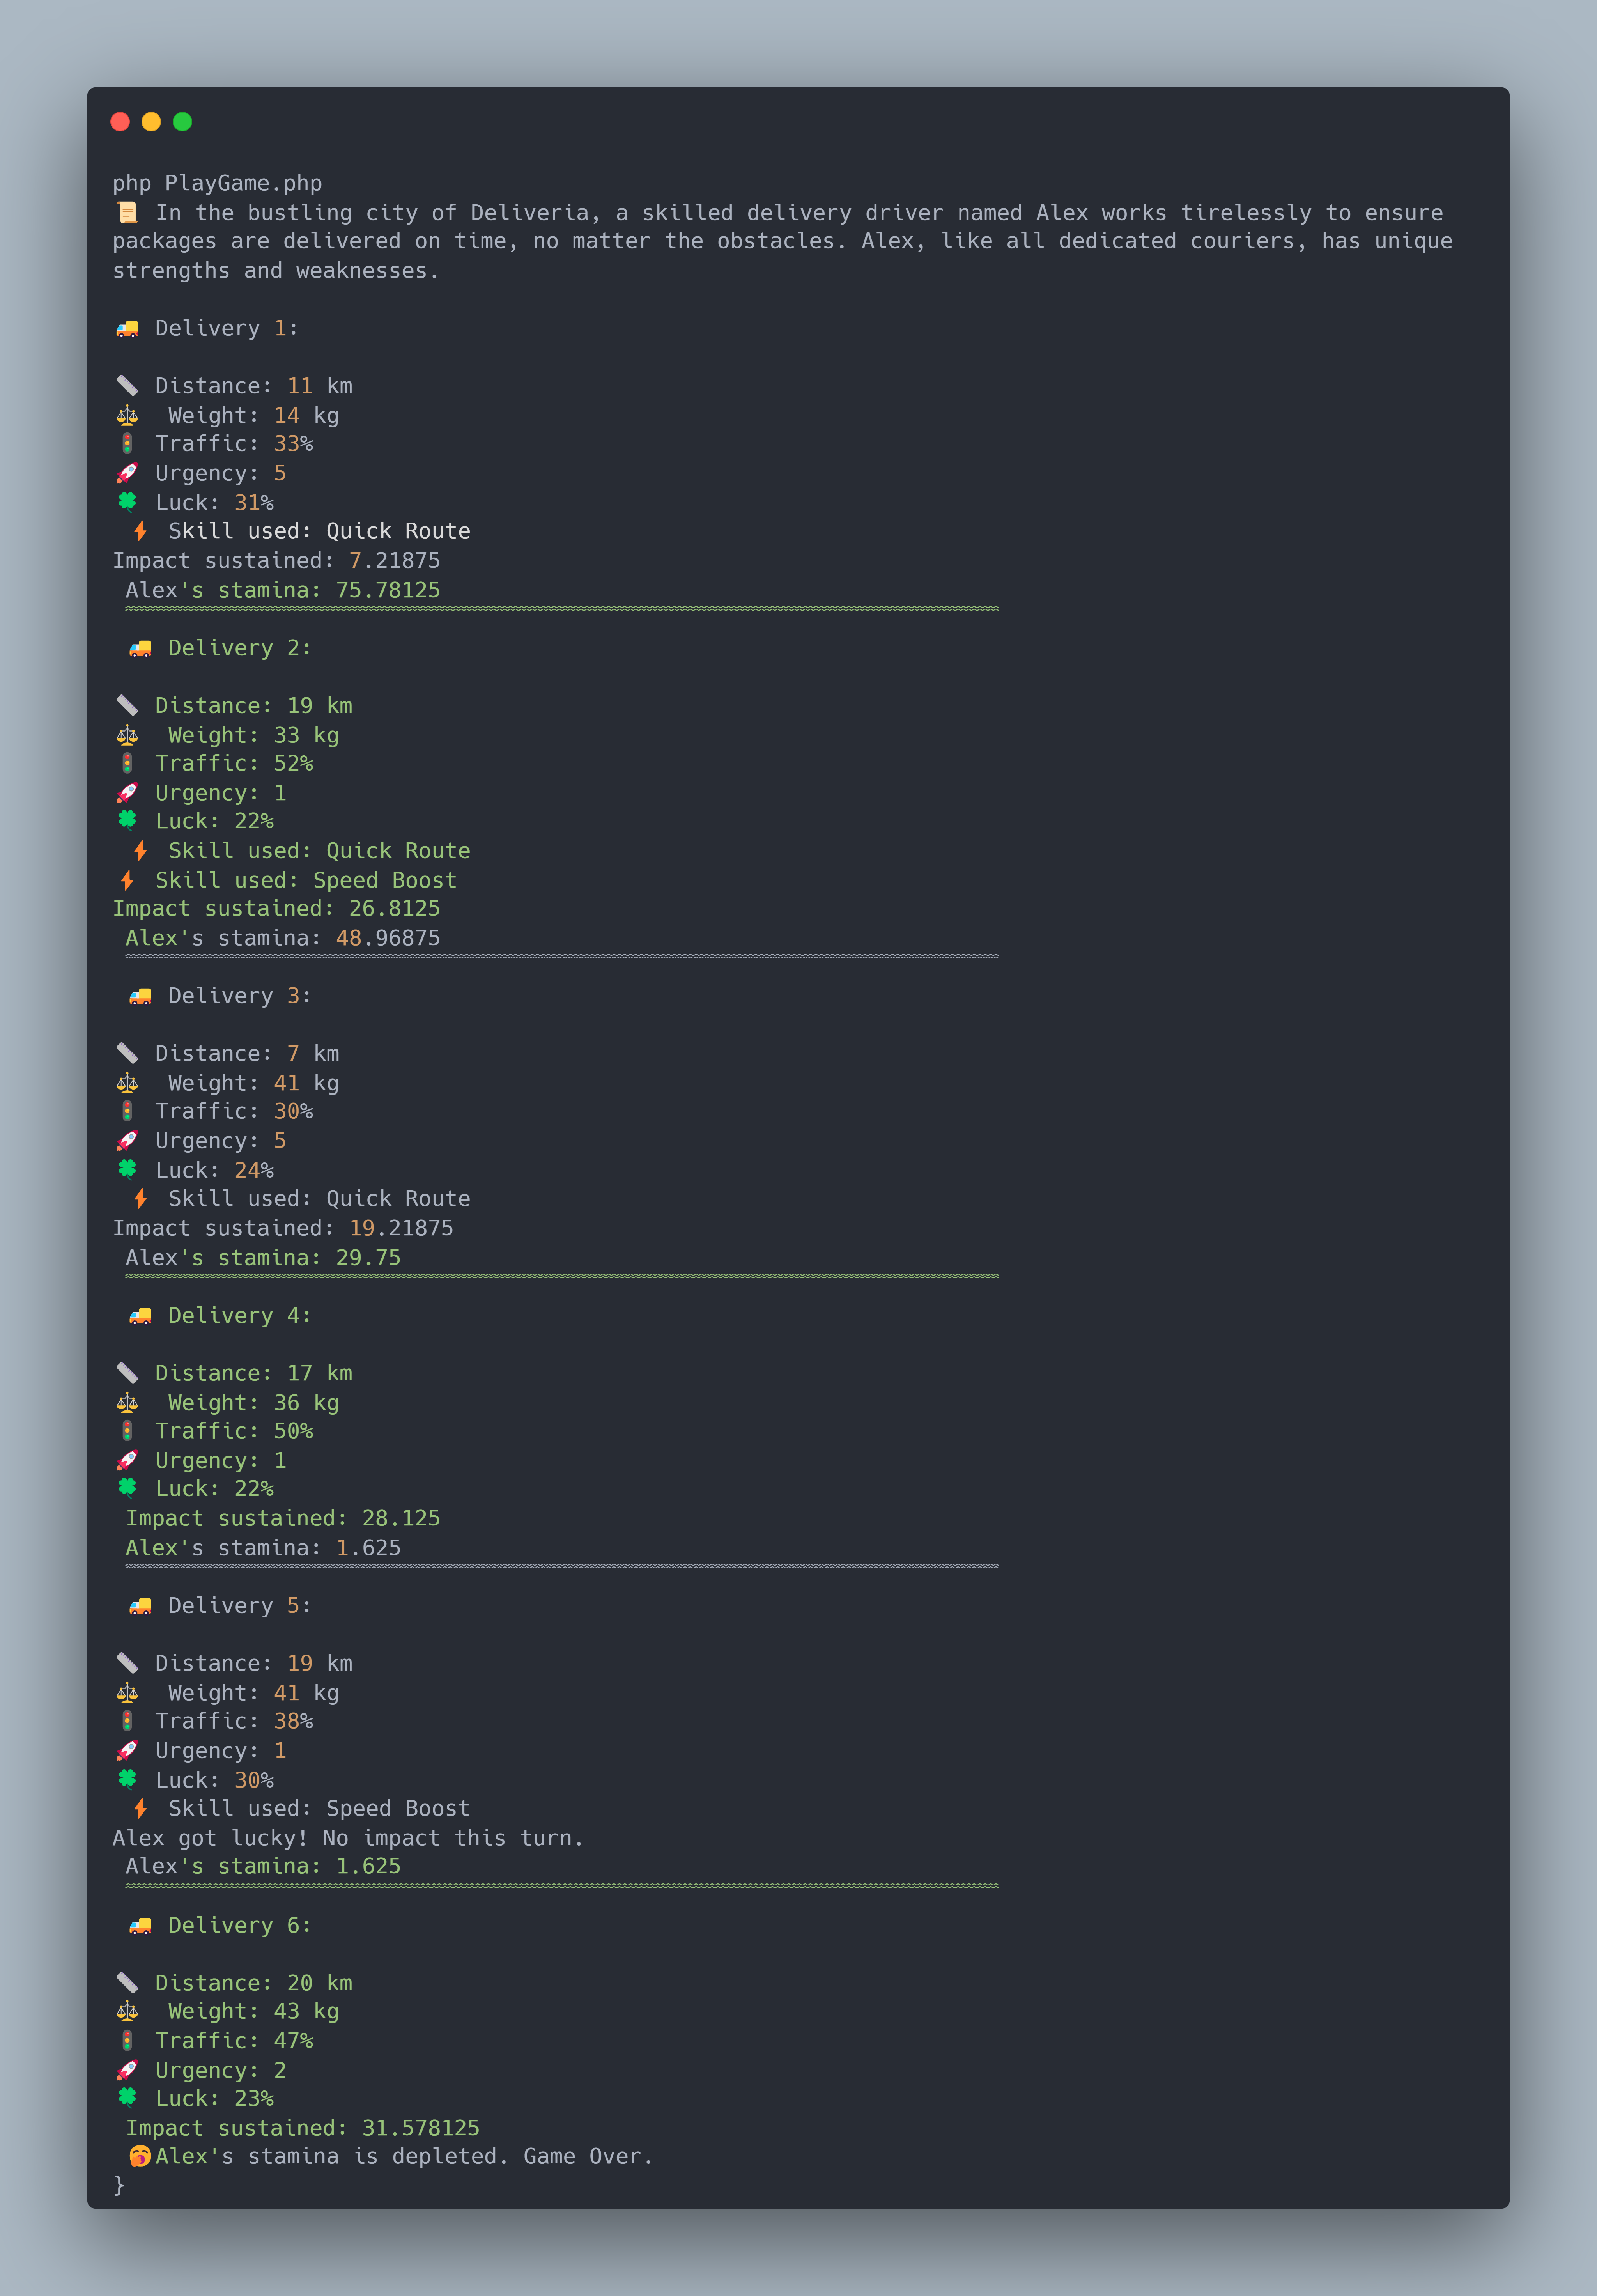 php PlayGame.php
📜 In the bustling city of Deliveria, a skilled delivery driver named Alex works tirelessly to ensure
packages are delivered on time, no matter the obstacles. Alex, like all dedicated couriers, has unique
strengths and weaknesses.
🚚 Delivery 1:
📏 Distance: 11 km
⚖️ Weight: 14 kg
🚦 Traffic: 33%
🚀 Urgency: 5
🍀 Luck: 31%
⚡ Skill used: Quick Route
Impact sustained: 7.21875
Alex's stamina: 75.78125
🚚 Delivery 2:
📏 Distance: 19 km
⚖️ Weight: 33 kg
🚦 Traffic: 52%
🚀 Urgency: 1
🍀 Luck: 22%
⚡ Skill used: Quick Route
⚡ Skill used: Speed Boost
Impact sustained: 26.8125
Alex's stamina: 48.96875
🚚 Delivery 3:
📏 Distance: 7 km
⚖️ Weight: 41 kg
🚦 Traffic: 30%
🚀 Urgency: 5
🍀 Luck: 24%
⚡ Skill used: Quick Route
Impact sustained: 19.21875
Alex's stamina: 29.75
🚚 Delivery 4:
📏 Distance: 17 km
⚖️ Weight: 36 kg
🚦 Traffic: 50%
🚀 Urgency: 1
🍀 Luck: 22%
Impact sustained: 28.125
Alex's stamina: 1.625
🚚 Delivery 5:
📏 Distance: 19 km
⚖️ Weight: 41 kg
🚦 Traffic: 38%
🚀 Urgency: 1
🍀 Luck: 30%
⚡ Skill used: Speed Boost
Alex got lucky! No impact this turn.
Alex's stamina: 1.625
🚚 Delivery 6:
📏 Distance: 20 km
⚖️ Weight: 43 kg
🚦 Traffic: 47%
🚀 Urgency: 2
🍀 Luck: 23%
Impact sustained: 31.578125
🥱Alex's stamina is depleted. Game Over.
}